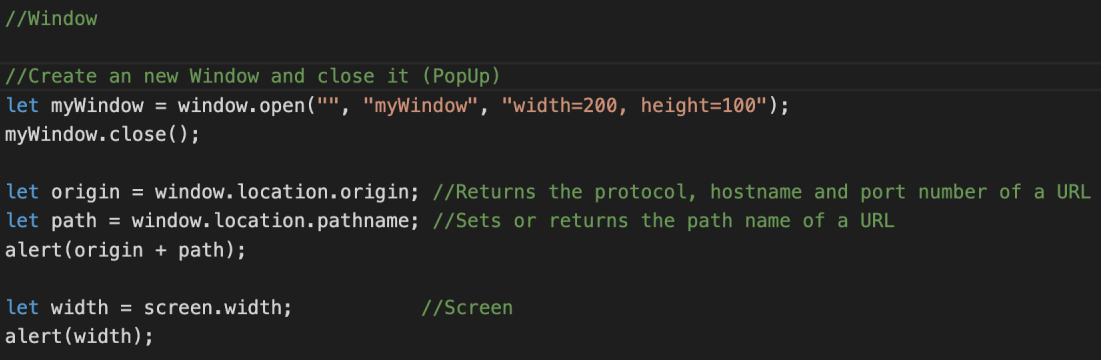 //Window
//Create an new Window and close it (PopUp)
let myWindow = window.open("", "myWindow", "width=200, height=100");
myWindow.close();
let origin = window.location.origin; //Returns the protocol, hostname and port number of a URL
let path = window.location.pathname; //Sets or returns the path name of a URL
alert(origin + path);
let width = screen.width; //Screen
alert(width);